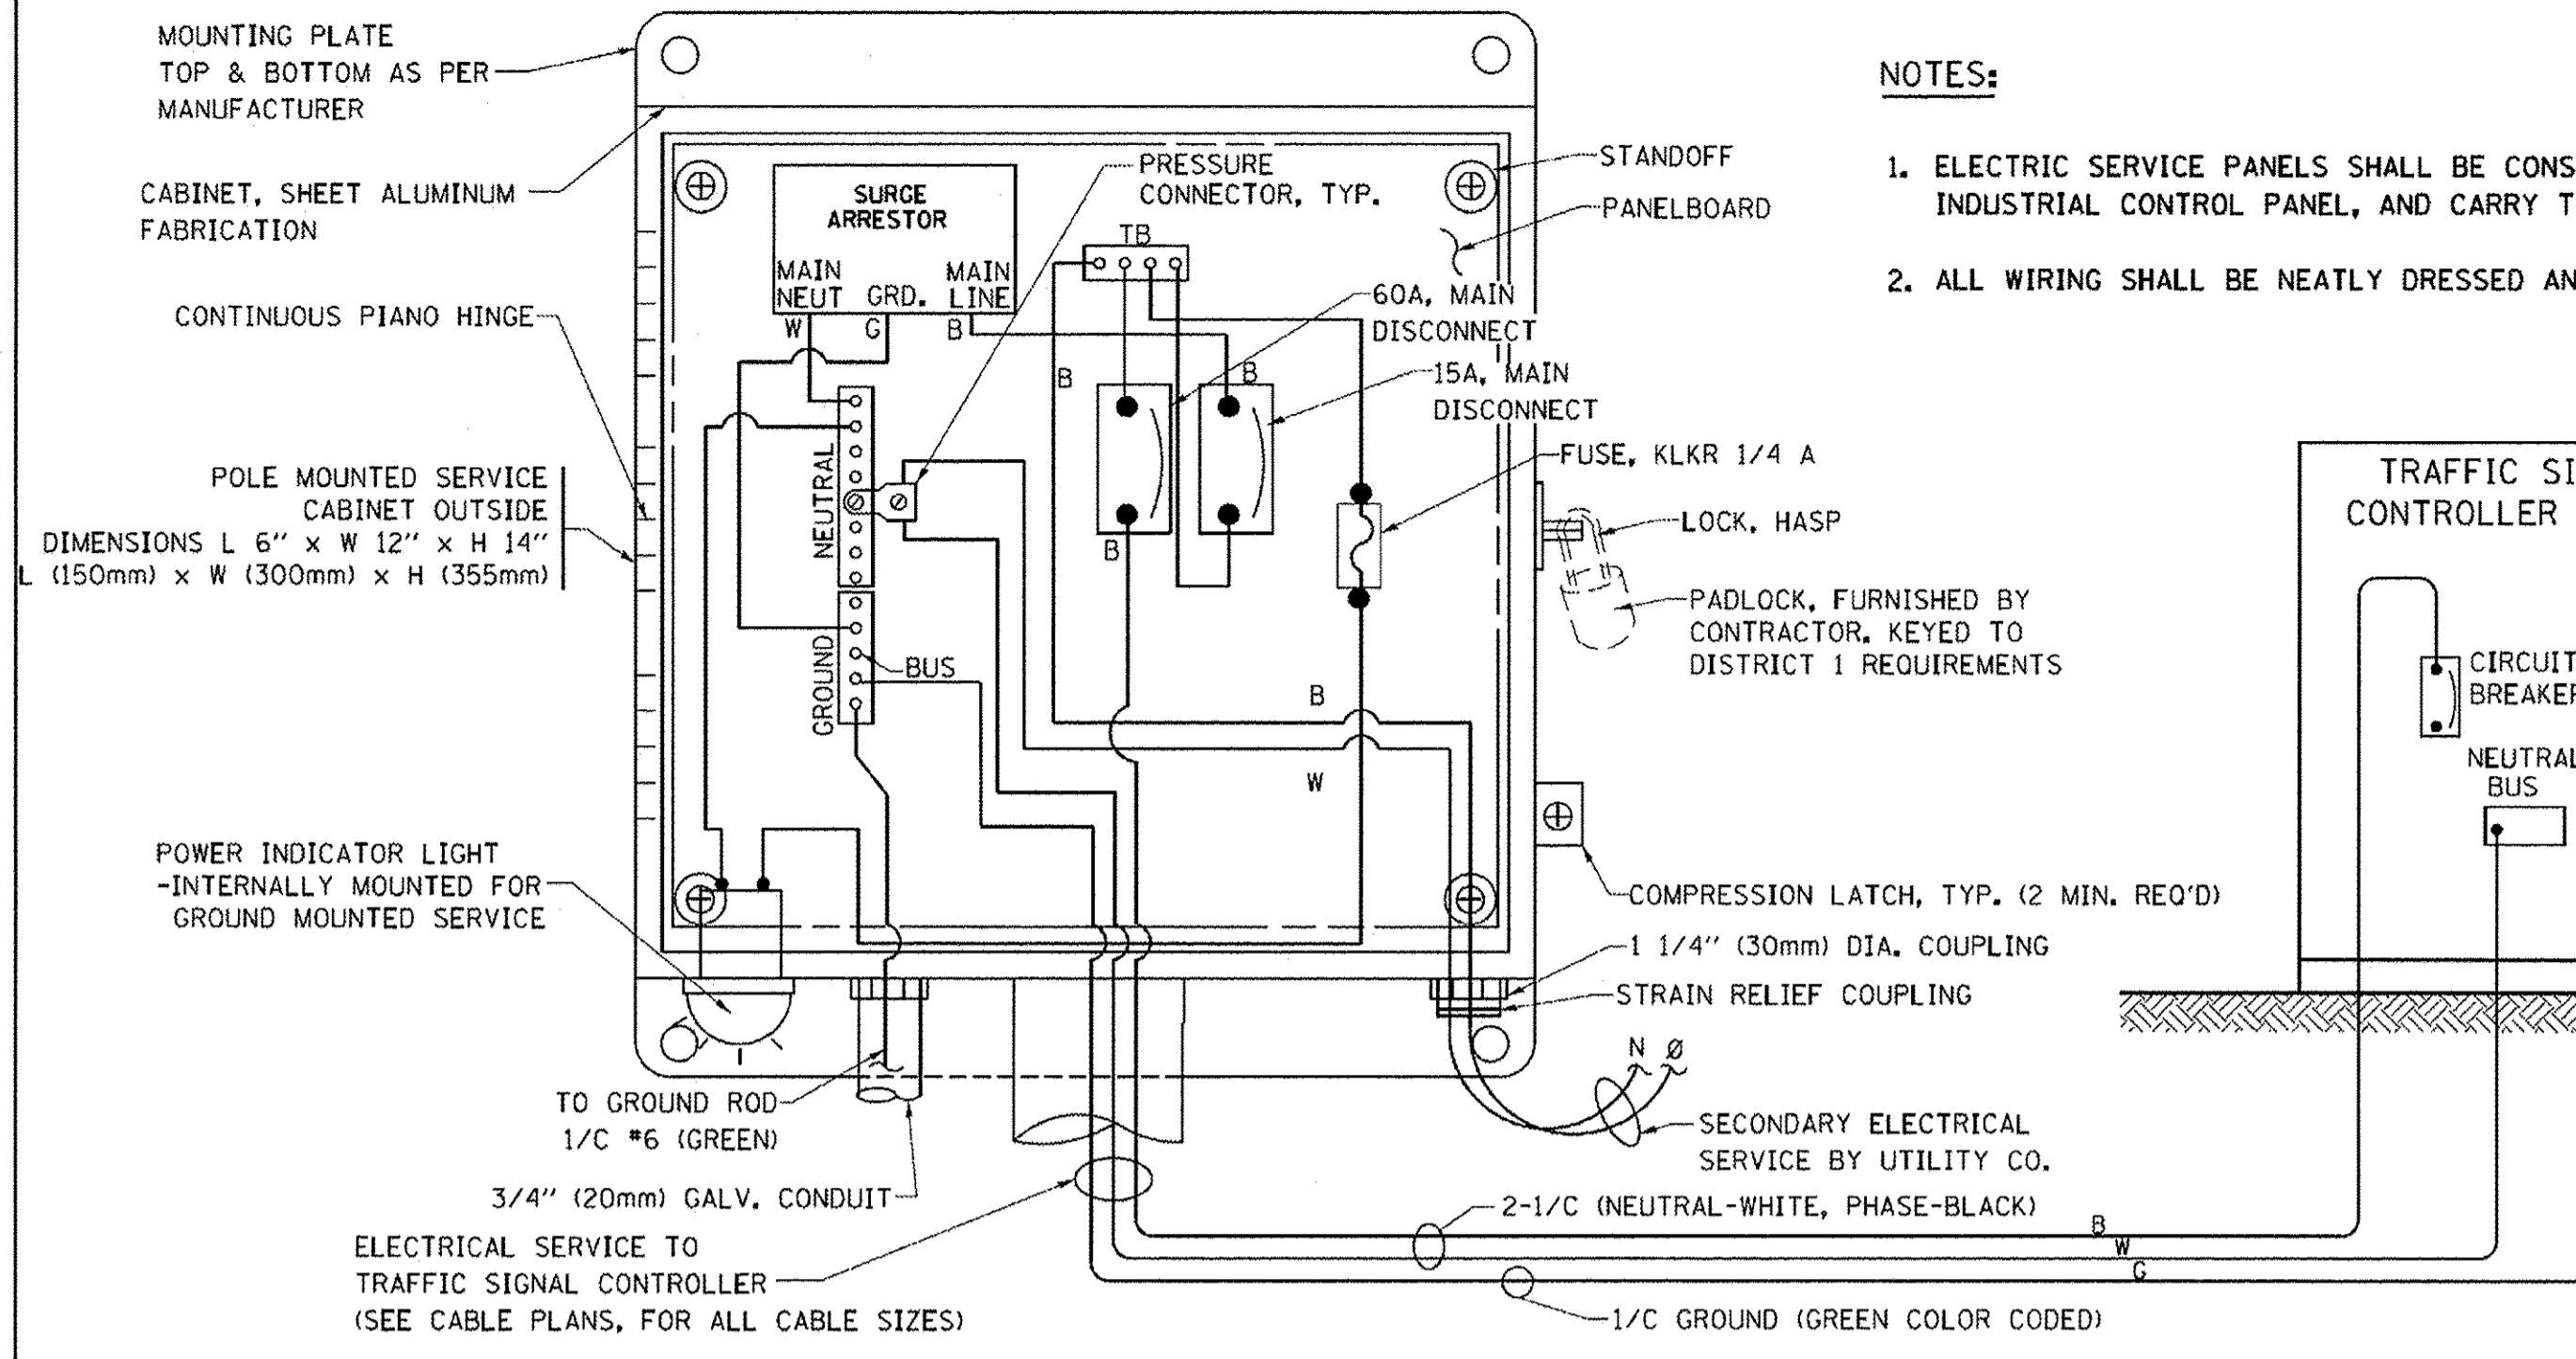 MOUNTING PLATE
TOP & BOTTOM AS PER
MANUFACTURER
CABINET, SHEET ALUMINUM
FABRICATION
CONTINUOUS PIANO HINGE
POLE MOUNTED SERVICE
CABINET OUTSIDE
DIMENSIONS L 6" x W 12" x H 14"
L (150mm) x W (300mm) x H (355mm)
POWER INDICATOR LIGHT
-INTERNALLY MOUNTED FOR
GROUND MOUNTED SERVICE
SURGE
ARRESTOR
MAIN
NEUT
GRD.
MAIN
LINE
W
G
B
PRESSURE
CONNECTOR, TYP.
TB
STANDOFF
PANELBOARD
60A, MAIN
DISCONNECT
15A, MAIN
DISCONNECT
B
B
B
FUSE, KLKR 1/4 A
NEUTRAL
GROUND
BUS
LOCK, HASP
PADLOCK, FURNISHED BY
CONTRACTOR. KEYED TO
DISTRICT 1 REQUIREMENTS
B
W
COMPRESSION LATCH, TYP. (2 MIN. REQ'D)
1 1/4" (30mm) DIA. COUPLING
STRAIN RELIEF COUPLING
N Ø
SECONDARY ELECTRICAL
SERVICE BY UTILITY CO.
TO GROUND ROD
1/C #6 (GREEN)
3/4" (20mm) GALV. CONDUIT
ELECTRICAL SERVICE TO
TRAFFIC SIGNAL CONTROLLER
(SEE CABLE PLANS, FOR ALL CABLE SIZES)
2-1/C (NEUTRAL-WHITE, PHASE-BLACK)
B
W
G
1/C GROUND (GREEN COLOR CODED)
NOTES:
1. ELECTRIC SERVICE PANELS SHALL BE CONS
INDUSTRIAL CONTROL PANEL, AND CARRY T
2. ALL WIRING SHALL BE NEATLY DRESSED AN
TRAFFIC SI
CONTROLLER
CIRCUIT
BREAKER
NEUTRAL
BUS